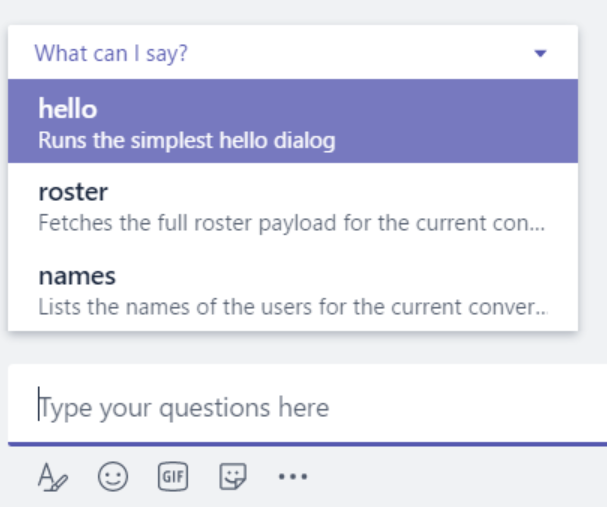 What can I say?
hello
Runs the simplest hello dialog
roster
Fetches the full roster payload for the current con...
names
Lists the names of the users for the current conver...
Type your questions here
GIF